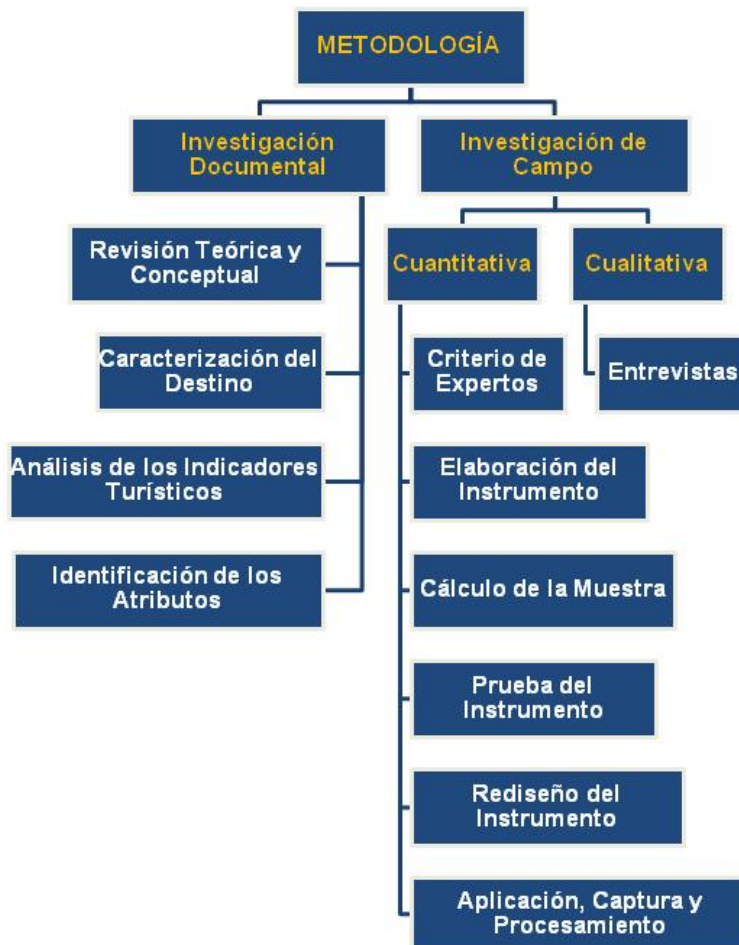 METODOLOGÍA
Investigación
Documental
Investigación de
Campo
Revisión Teórica y
Conceptual
Cuantitativa
Cualitativa
Caracterización del
Destino
Criterio de
Expertos
Entrevistas
Análisis de los Indicadores
Turísticos
Elaboración del
Instrumento
Identificación de los
Atributos
Cálculo de la Muestra
Prueba del
Instrumento
Rediseño del
Instrumento
Aplicación, Captura y
Procesamiento